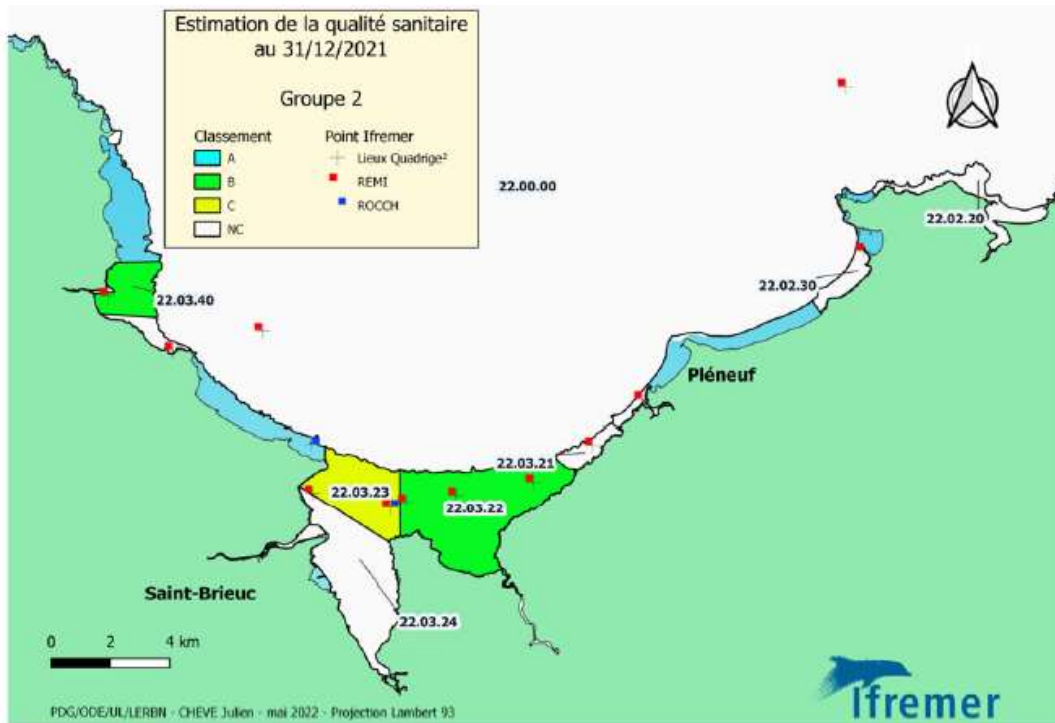 Estimation de la qualité sanitaire
au 31/12/2021
Groupe 2
Classement
A
B
C
NC
Point Ifremer
Lieux Quadrige²
REMI
ROCCH
22.00.00
22.02.20
22.02.30
22.03.40
Pléneuf
22.03.21
22.03.23
22.03.22
Saint-Brieuc
22.03.24
0 2 4 km
PDG/ODE/UL/LERBN - CHEVE Julien - mai 2022 - Projection Lambert 93
Ifremer